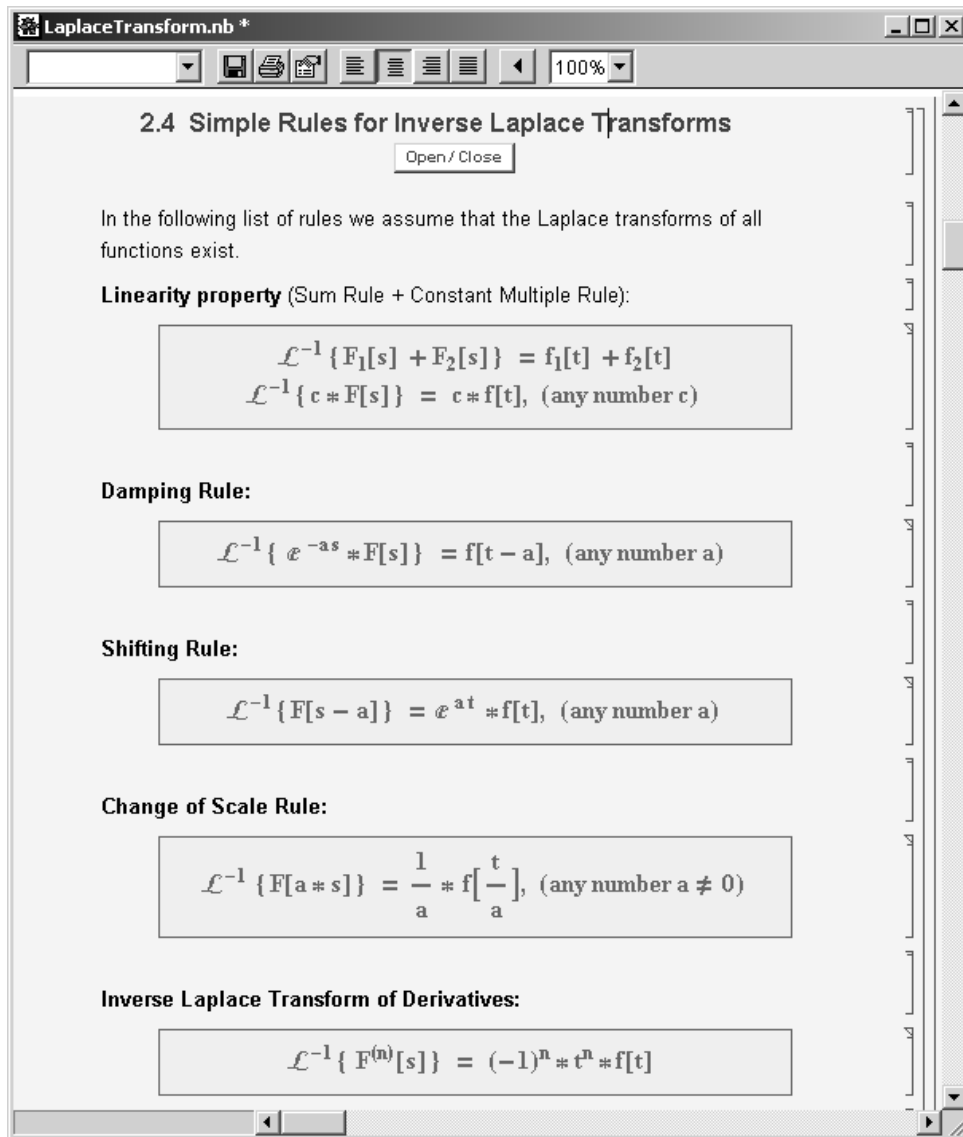 LaplaceTransform.nb *
100%
2.4 Simple Rules for Inverse Laplace Transforms
Open / Close
In the following list of rules we assume that the Laplace transforms of all
functions exist.
Linearity property (Sum Rule + Constant Multiple Rule):
ℒ⁻¹ { F₁[s] + F₂[s] } = f₁[t] + f₂[t]
ℒ⁻¹ { c * F[s] } = c * f[t], (any number c)
Damping Rule:
ℒ⁻¹ { ℯ^(-a s) * F[s] } = f[t − a], (any number a)
Shifting Rule:
ℒ⁻¹ { F[s − a] } = ℯ^(a t) * f[t], (any number a)
Change of Scale Rule:
ℒ⁻¹ { F[a * s] } = 1/a * f[t/a], (any number a ≠ 0)
Inverse Laplace Transform of Derivatives:
ℒ⁻¹ { F⁽ⁿ⁾[s] } = (−1)ⁿ * tⁿ * f[t]